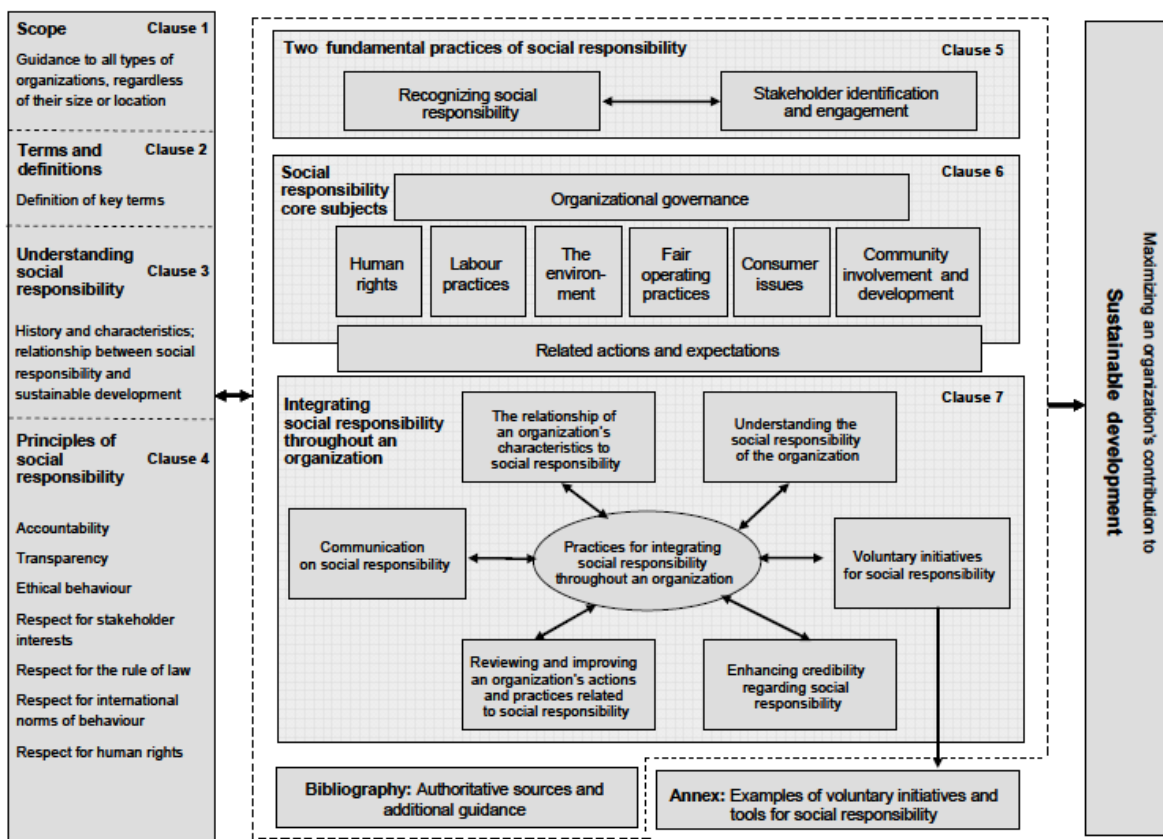 Scope Clause 1
Guidance to all types of
organizations, regardless
of their size or location
Terms and Clause 2
definitions
Definition of key terms
Understanding
social Clause 3
responsibility
History and characteristics;
relationship between social
responsibility and
sustainable development
Principles of
social Clause 4
responsibility
Accountability
Transparency
Ethical behaviour
Respect for stakeholder
interests
Respect for the rule of law
Respect for international
norms of behaviour
Respect for human rights
Two fundamental practices of social responsibility Clause 5
Recognizing social
responsibility
Stakeholder identification
and engagement
Social Clause 6
responsibility
core subjects
Organizational governance
Human
rights
Labour
practices
The
environ-
ment
Fair
operating
practices
Consumer
issues
Community
involvement and
development
Related actions and expectations
Integrating Clause 7
social responsibility
throughout an
organization
The relationship of
an organization's
characteristics to
social responsibility
Understanding the
social responsibility
of the organization
Communication
on social responsibility
Practices for integrating
social responsibility
throughout an organization
Voluntary initiatives
for social responsibility
Reviewing and improving
an organization's actions
and practices related
to social responsibility
Enhancing credibility
regarding social
responsibility
Bibliography: Authoritative sources and
additional guidance
Annex: Examples of voluntary initiatives and
tools for social responsibility
Maximizing an organization's contribution to
Sustainable development